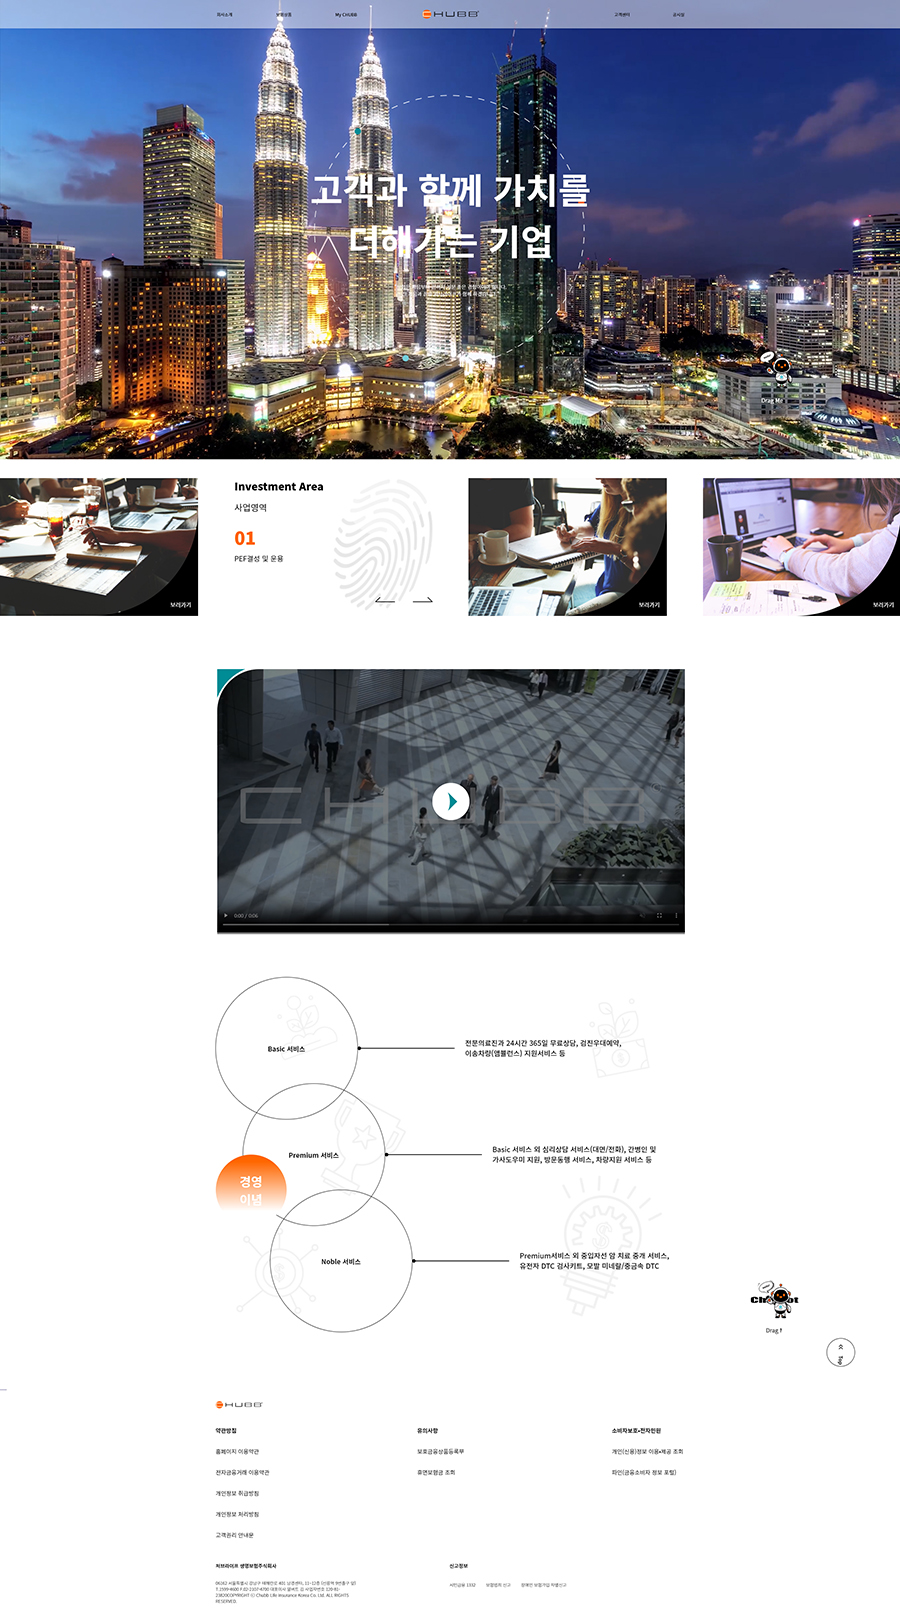 회사소개
보험상품
My CHUBB
CHUBB
고객센터
공시실
고객과 함께 가치를
더해가는 기업
Drag Me
보러가기
Investment Area
사업영역
01
PEF결성 및 운용
보러가기
보러가기
CHUBB
0:00 / 0:06
Basic 서비스
전문의료진과 24시간 365일 무료상담, 검진우대예약,
이송차량(앰뷸런스) 지원서비스 등
Premium 서비스
Basic 서비스 외 심리상담 서비스(대면/전화), 간병인 및
가사도우미 지원, 방문동행 서비스, 차량지원 서비스 등
경영
이념
Noble 서비스
Premium서비스 외 중입자선 암 치료 중개 서비스,
유전자 DTC 검사키트, 모발 미네랄/중금속 DTC
Drag
Top
CHUBB
약관방침
유의사항
소비자보호•전자민원
홈페이지 이용약관
보호금융상품등록부
개인(신용)정보 이용•제공 조회
전자금융거래 이용약관
휴면보험금 조회
파인(금융소비자 정보 포털)
개인정보 취급방침
개인정보 처리방침
고객권리 안내문
처브라이프 생명보험주식회사
신고정보
RESERVED.